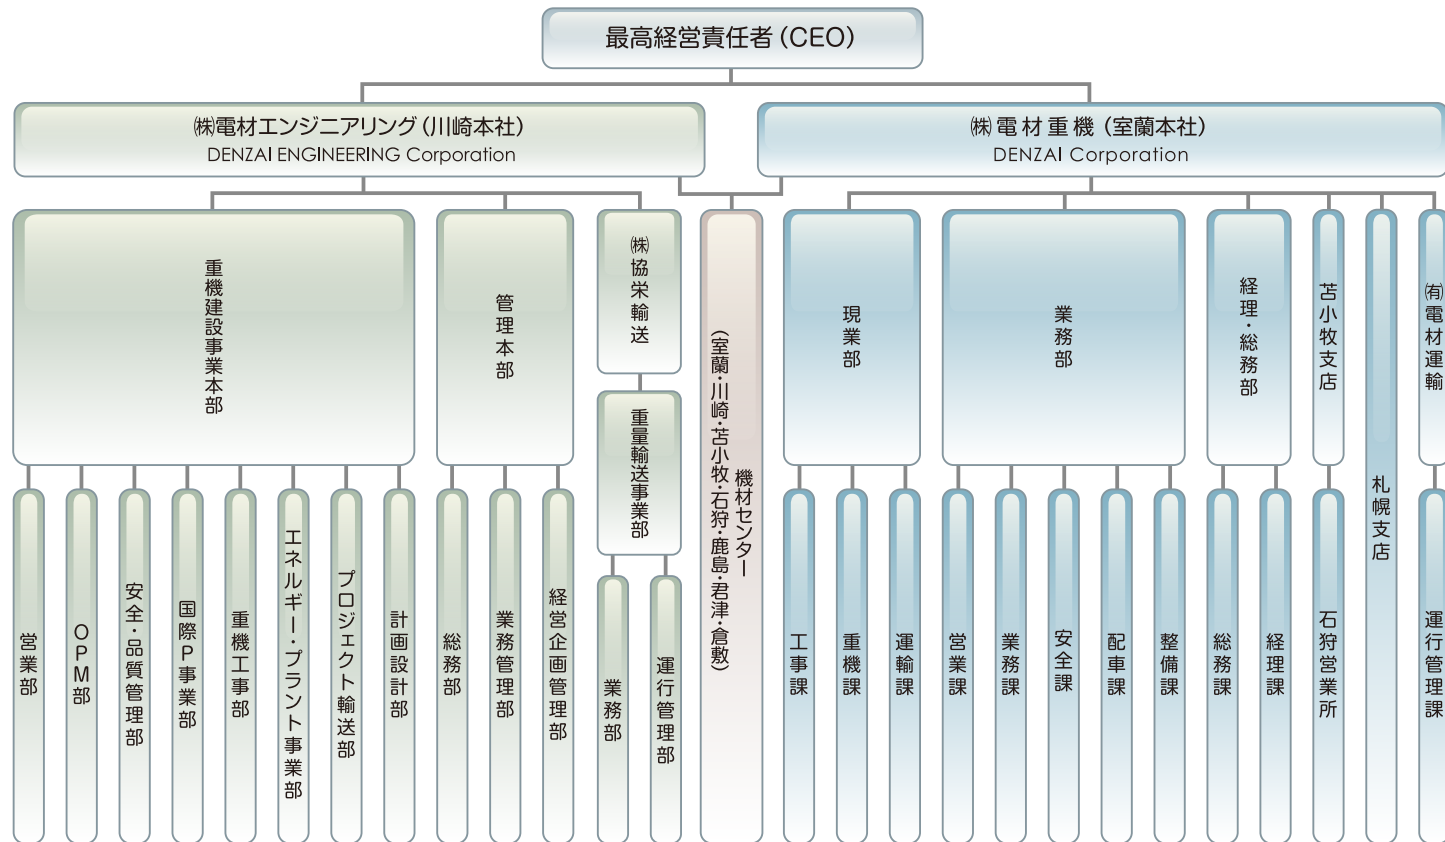 最高経営責任者(CEO)
㈱電材エンジニアリング(川崎本社)
DENZAI ENGINEERING Corporation
㈱電材重機(室蘭本社)
DENZAI Corporation
重機建設事業本部
管理本部
㈱協栄輸送
重量輸送事業部
機材センター
(室蘭・川崎・苫小牧・石狩・鹿島・君津・倉敷)
現業部
業務部
経理・総務部
苫小牧支店
札幌支店
㈲電材運輸
営業部
OPM部
安全・品質管理部
国際P事業部
重機工事部
エネルギー・プラント事業部
プロジェクト輸送部
計画設計部
総務部
業務管理部
経営企画管理部
業務部
運行管理部
工事課
重機課
運輸課
営業課
業務課
安全課
配車課
整備課
総務課
経理課
石狩営業所
運行管理課